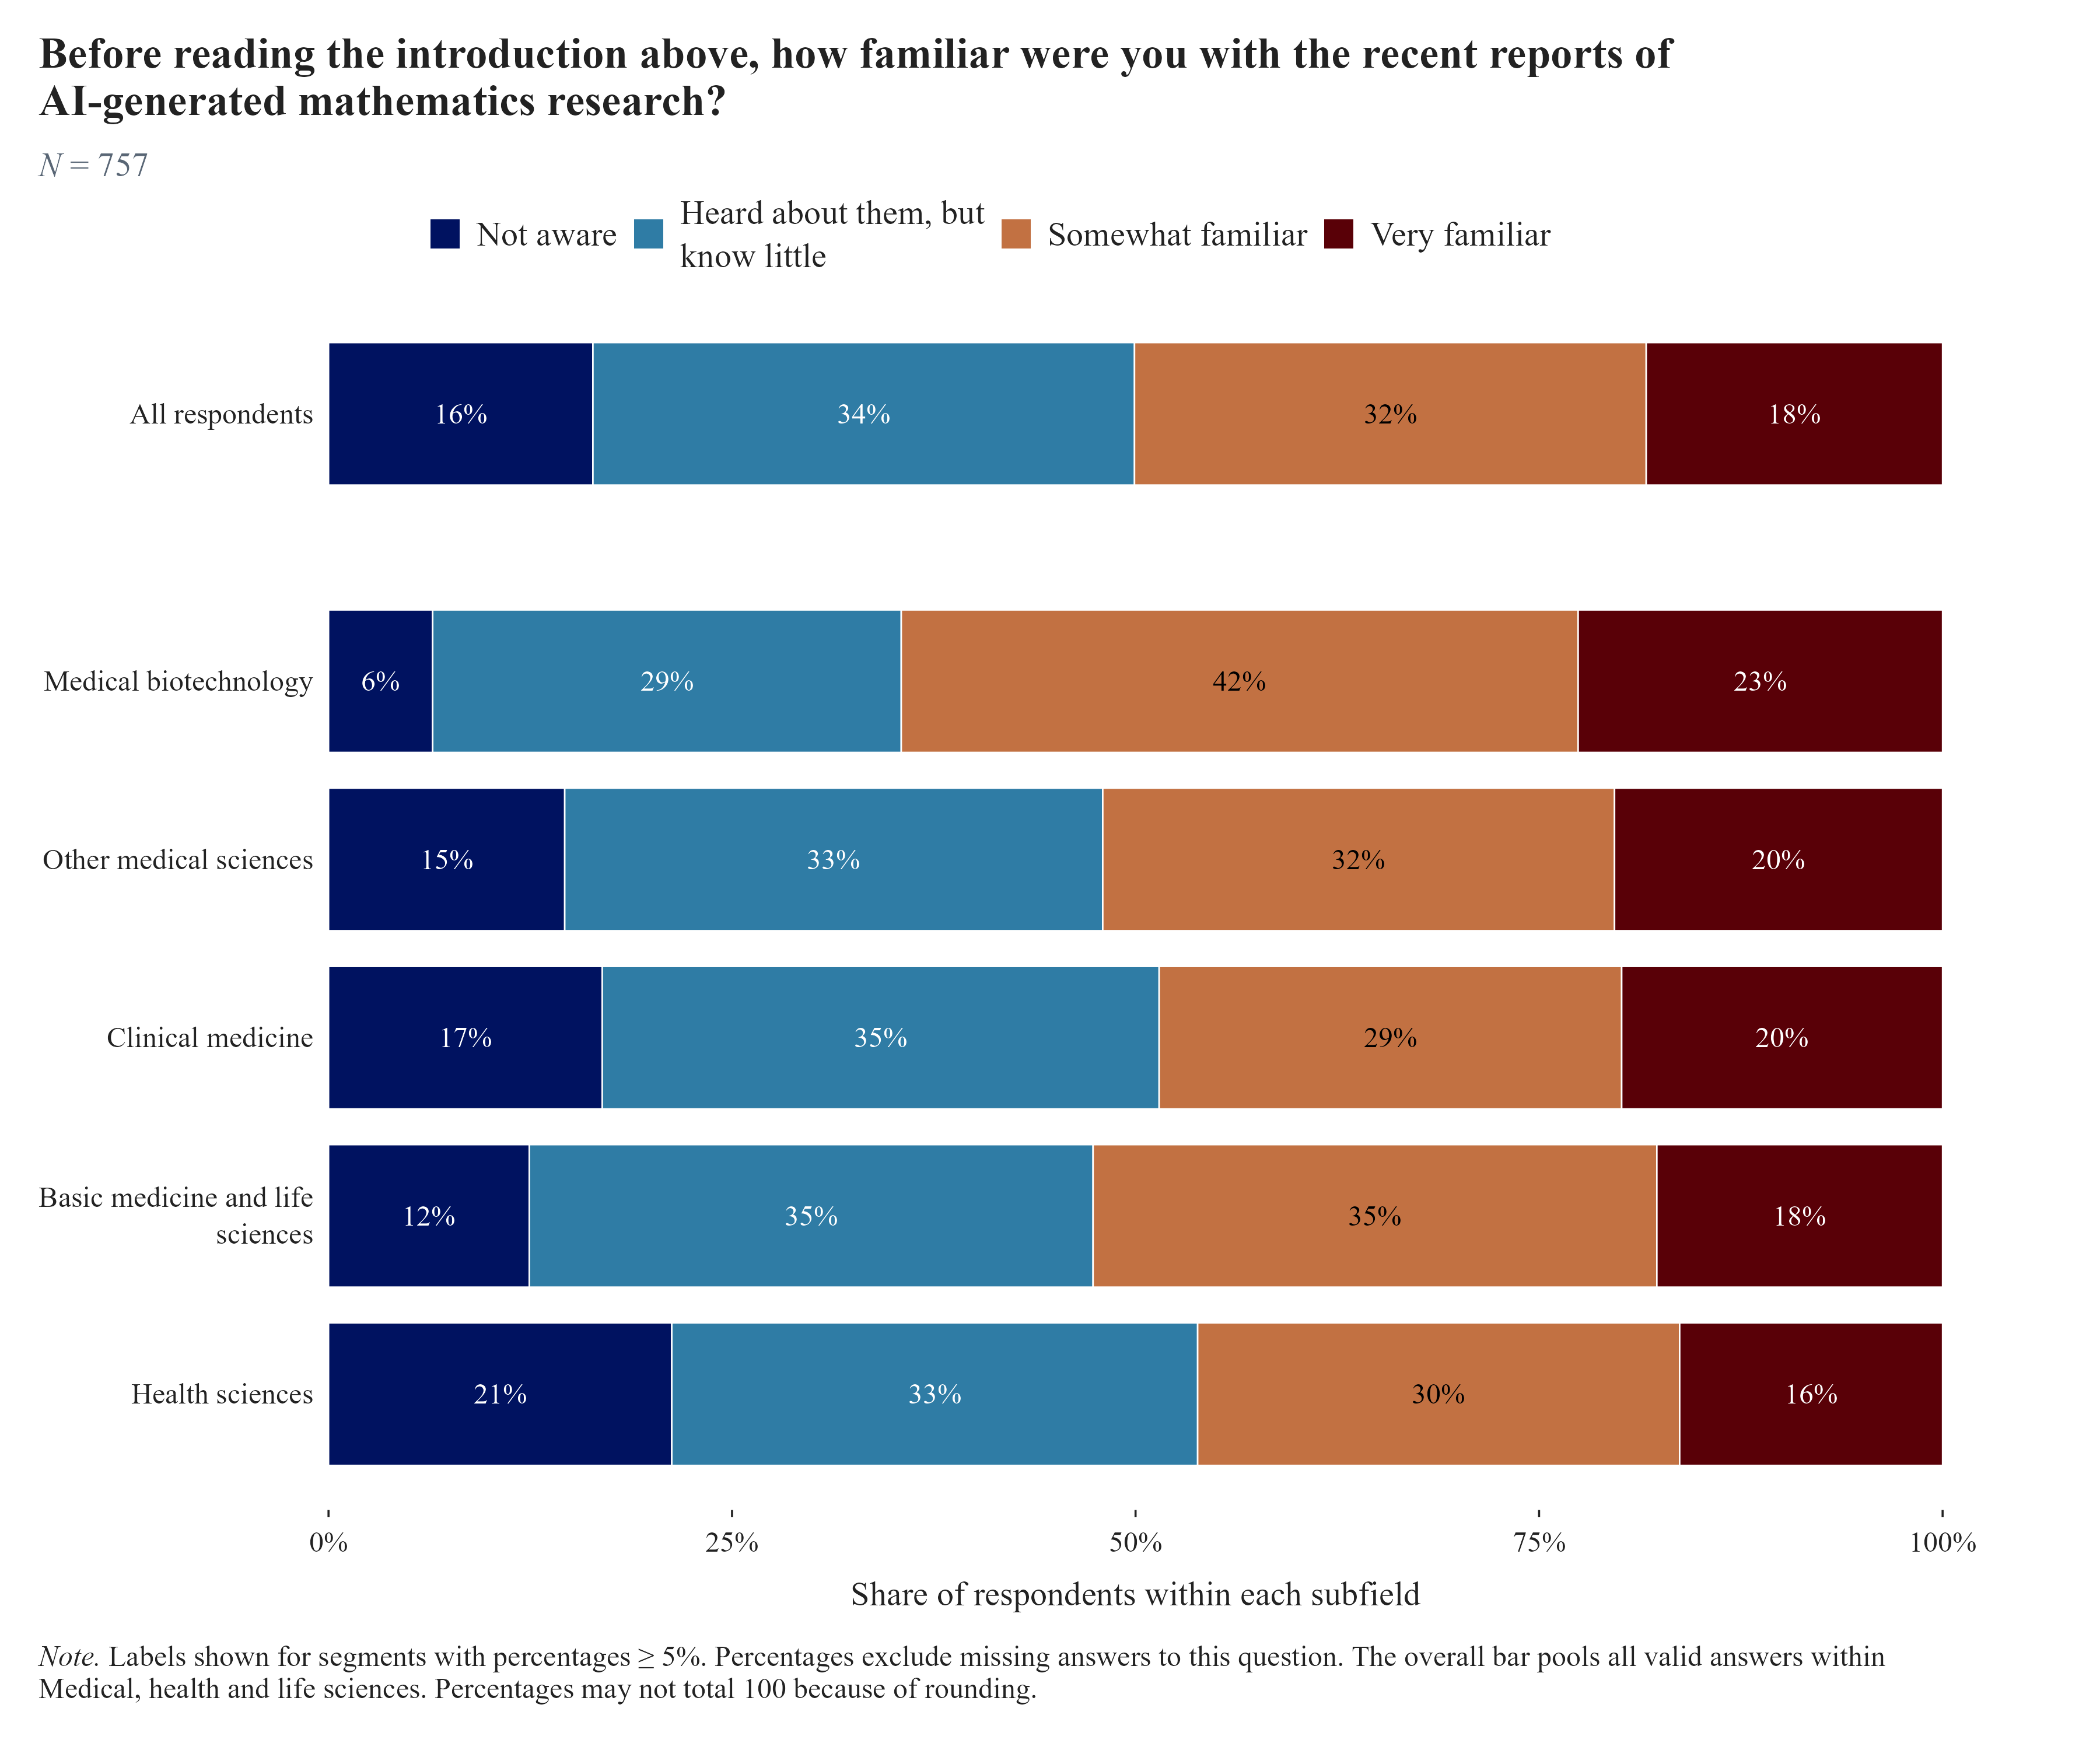 Before reading the introduction above, how familiar were you with the recent reports of
AI-generated mathematics research?
N = 757
Not aware
Heard about them, but
know little
Somewhat familiar
Very familiar
All respondents
16%
34%
32%
18%
Medical biotechnology
6%
29%
42%
23%
Other medical sciences
15%
33%
32%
20%
Clinical medicine
17%
35%
29%
20%
Basic medicine and life
sciences
12%
35%
35%
18%
Health sciences
21%
33%
30%
16%
0%
25%
50%
75%
100%
Share of respondents within each subfield
Note. Labels shown for segments with percentages ≥ 5%. Percentages exclude missing answers to this question. The overall bar pools all valid answers within
Medical, health and life sciences. Percentages may not total 100 because of rounding.